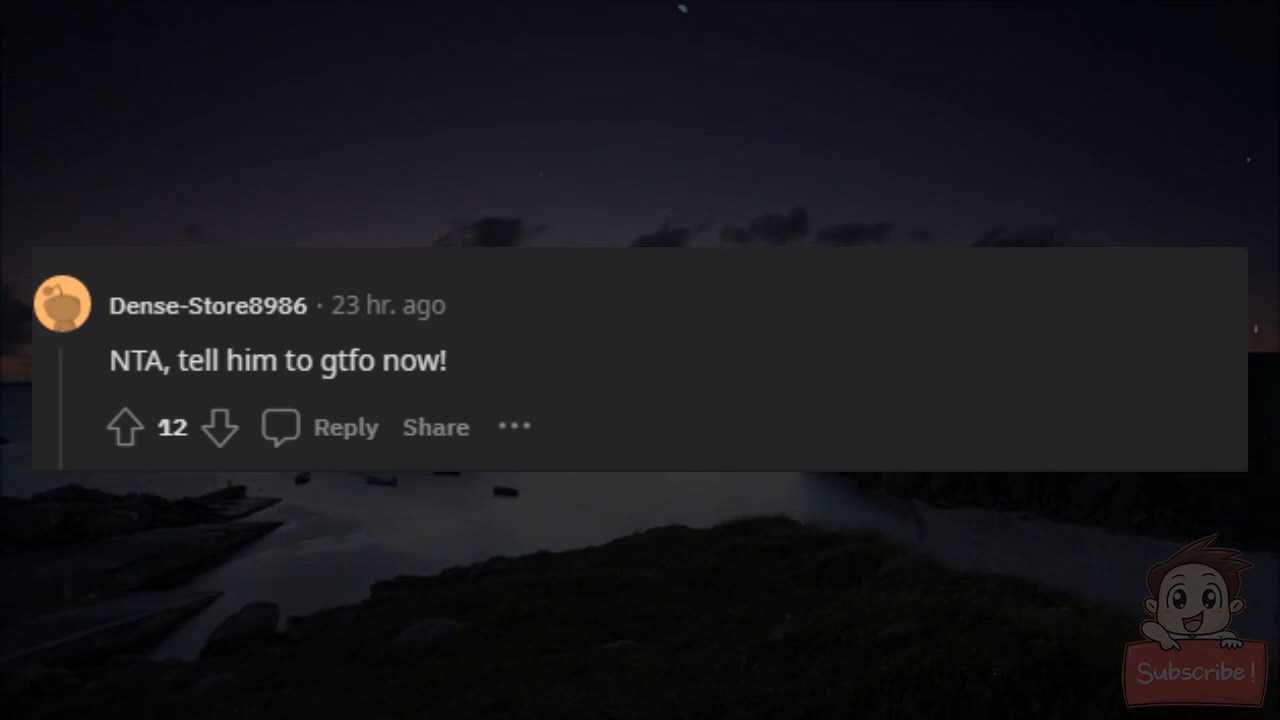 Dense-Store8986 · 23 hr. ago
NTA, tell him to gtfo now!
12 Reply Share ···
Subscribe!